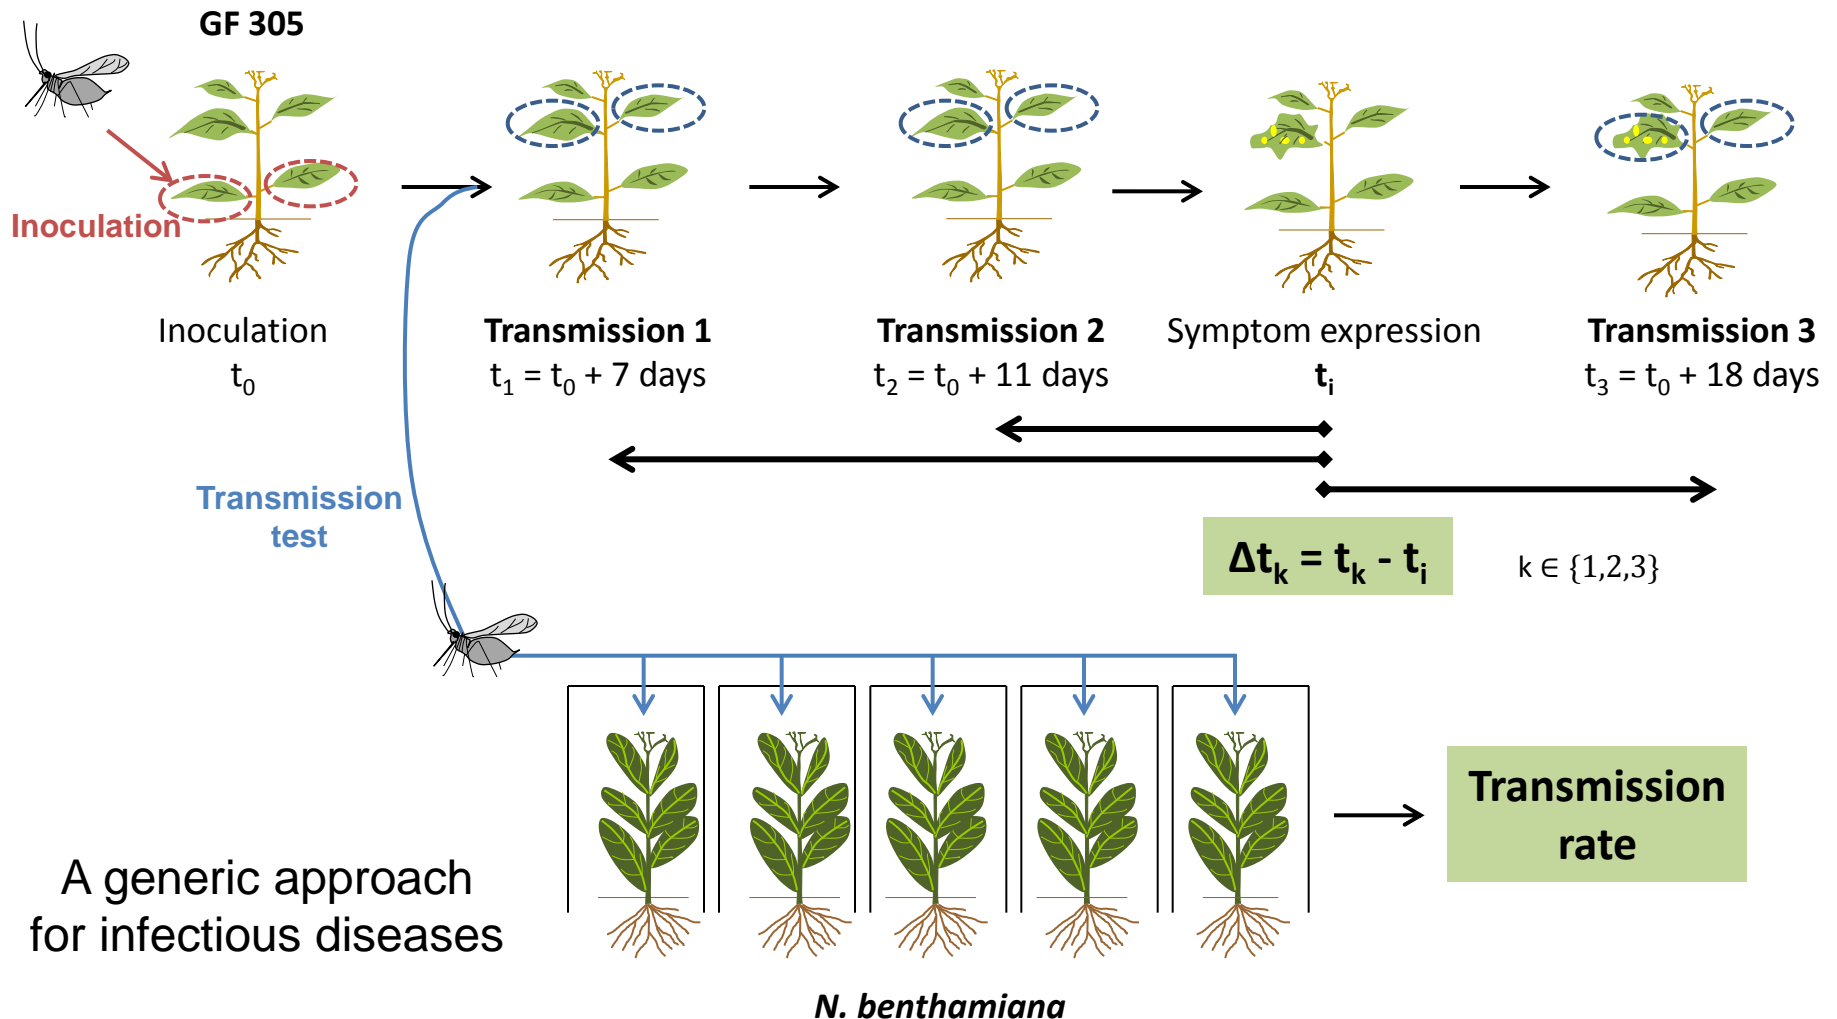 GF 305
Inoculation
Inoculation
t₀
Transmission 1
t₁ = t₀ + 7 days
Transmission 2
t₂ = t₀ + 11 days
Symptom expression
tᵢ
Transmission 3
t₃ = t₀ + 18 days
Transmission
test
Δtₖ = tₖ - tᵢ
k ∈ {1,2,3}
Transmission
rate
A generic approach
for infectious diseases
N. benthamiana